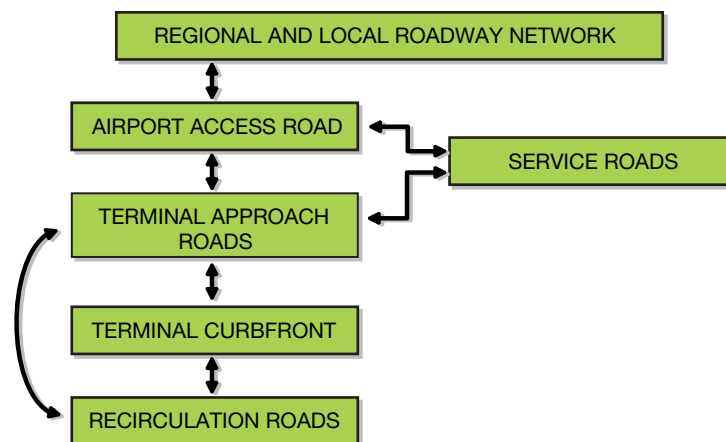 REGIONAL AND LOCAL ROADWAY NETWORK
AIRPORT ACCESS ROAD
SERVICE ROADS
TERMINAL APPROACH
ROADS
TERMINAL CURBFRONT
RECIRCULATION ROADS